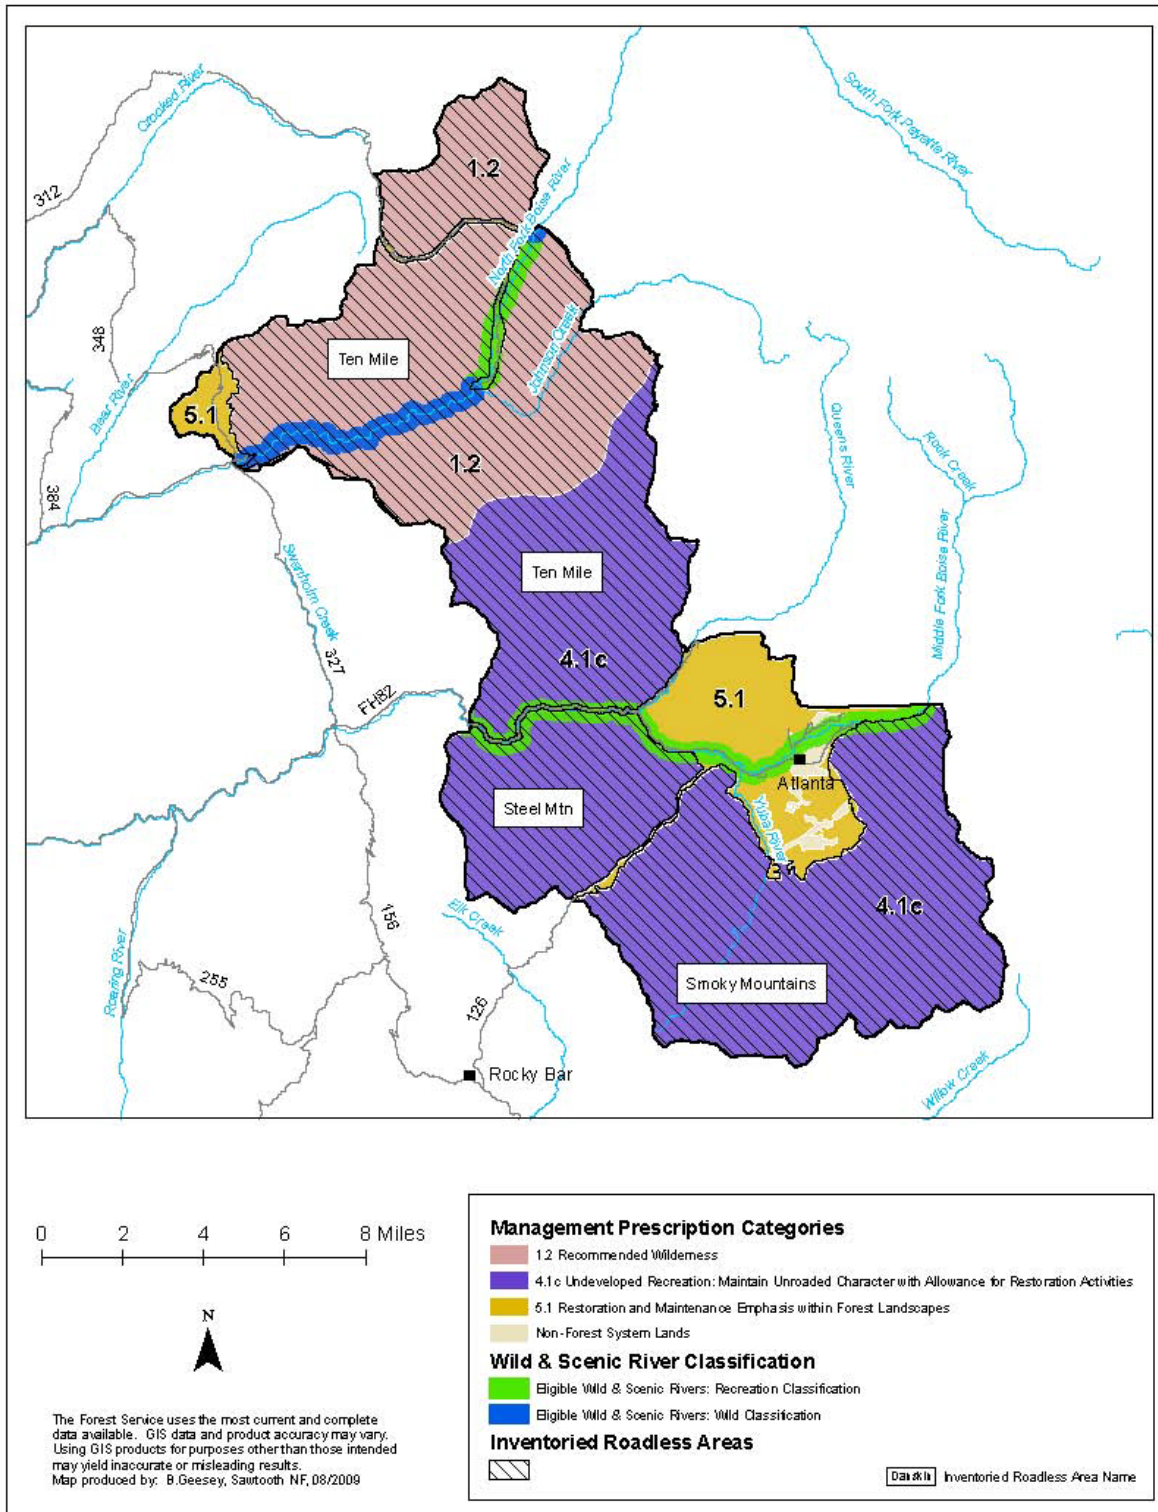 Crooked River
South Fork Payette River
312
1.2
North Fork Boise River
348
Ten Mile
Johnson Creek
Bear River
5.1
Queens River
Rock Creek
1.2
384
Swanholm Creek
Ten Mile
Middle Fork Boise River
327
4.1c
FH82
5.1
Atlanta
Steel Mtn
Yuba River
156
Elk Creek
4.1c
Roaring River
255
Smoky Mountains
126
Rocky Bar
Willow Creek
0 2 4 6 8 Miles
N
The Forest Service uses the most current and complete
data available. GIS data and product accuracy may vary.
Using GIS products for purposes other than those intended
may yield inaccurate or misleading results.
Map produced by: B.Geesey, Sawtooth NF, 08/2009
Management Prescription Categories
1.2 Recommended Wilderness
4.1c Undeveloped Recreation: Maintain Unroaded Character with Allowance for Restoration Activities
5.1 Restoration and Maintenance Emphasis within Forest Landscapes
Non-Forest System Lands
Wild & Scenic River Classification
Eligible Wild & Scenic Rivers: Recreation Classification
Eligible Wild & Scenic Rivers: Wild Classification
Inventoried Roadless Areas
Danskin Inventoried Roadless Area Name